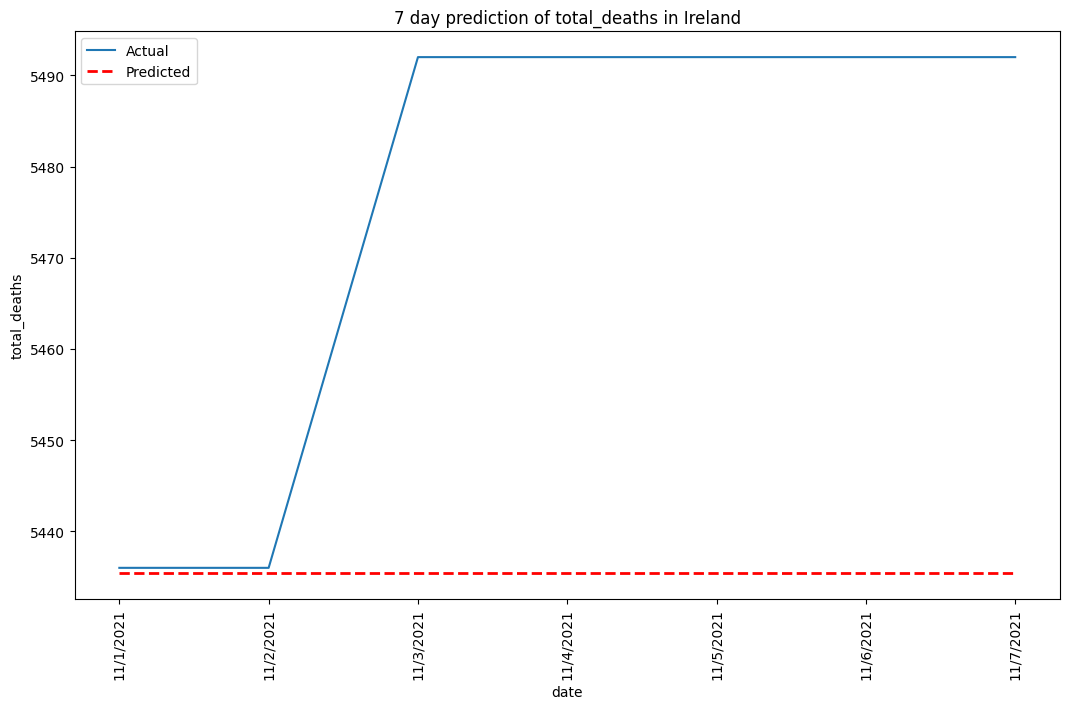 7 day prediction of total_deaths in Ireland
Actual
Predicted
5490
5480
5470
5460
5450
5440
total_deaths
11/1/2021
11/2/2021
11/3/2021
11/4/2021
11/5/2021
11/6/2021
11/7/2021
date